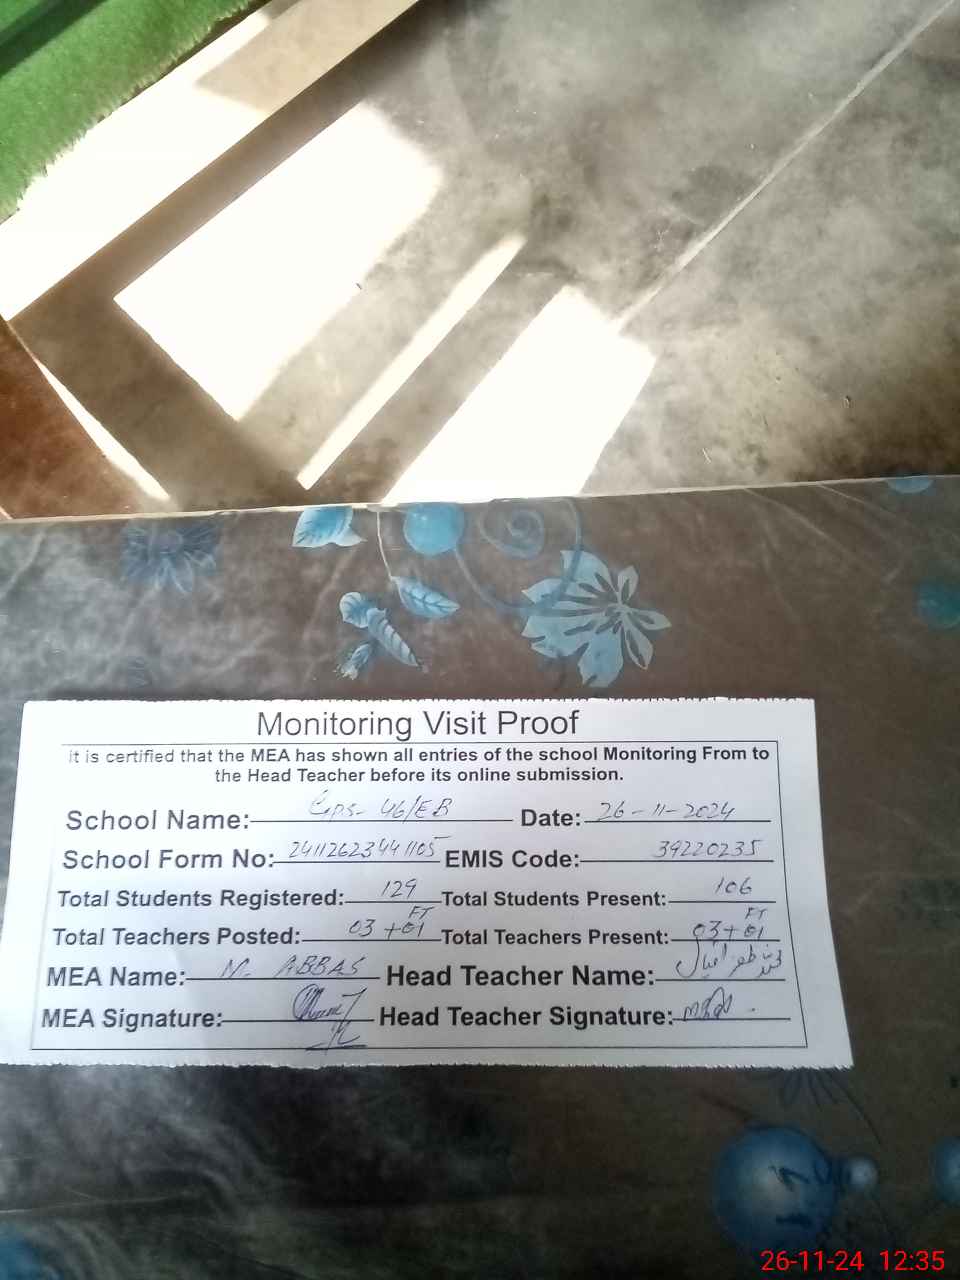 Monitoring Visit Proof
it is certified that the MEA has shown all entries of the school Monitoring From to
the Head Teacher before its online submission.
School Name: GPS- 46/EB Date: 26-11-2024
School Form No: 24112623441105 EMIS Code: 39220235
Total Students Registered: 129 Total Students Present: 106
Total Teachers Posted: 03 +01 FT Total Teachers Present: 03+01 FT
MEA Name: M. ABBAS Head Teacher Name: ظفر اقبال
MEA Signature: Head Teacher Signature:
26-11-24 12:35